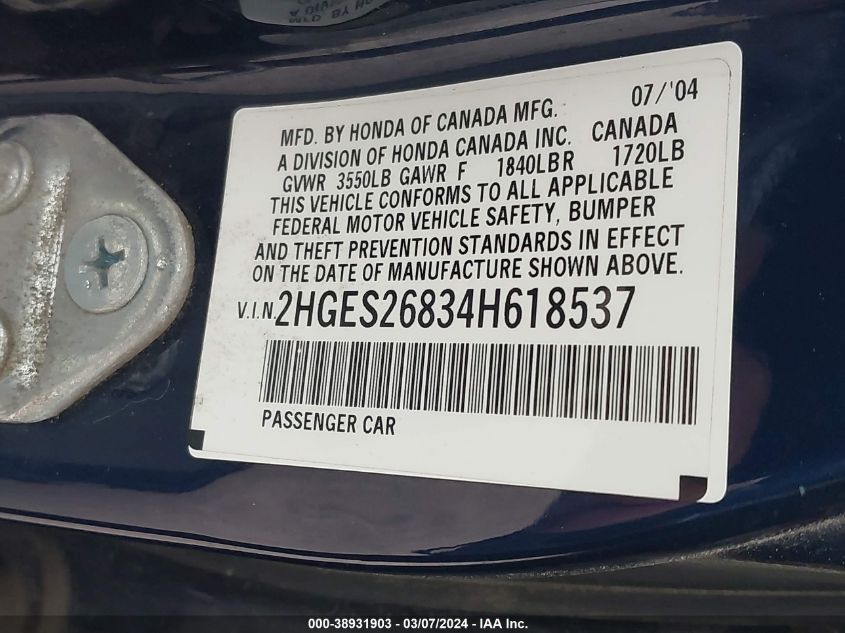 MFD. BY HONDA OF CANADA MFG. 07/'04
A DIVISION OF HONDA CANADA INC. CANADA
GVWR 3550LB GAWR F 1840LBR 1720LB
THIS VEHICLE CONFORMS TO ALL APPLICABLE
FEDERAL MOTOR VEHICLE SAFETY, BUMPER
AND THEFT PREVENTION STANDARDS IN EFFECT
ON THE DATE OF MANUFACTURE SHOWN ABOVE.
V.I.N. 2HGES26834H618537
PASSENGER CAR
000-38931903 - 03/07/2024 - IAA Inc.